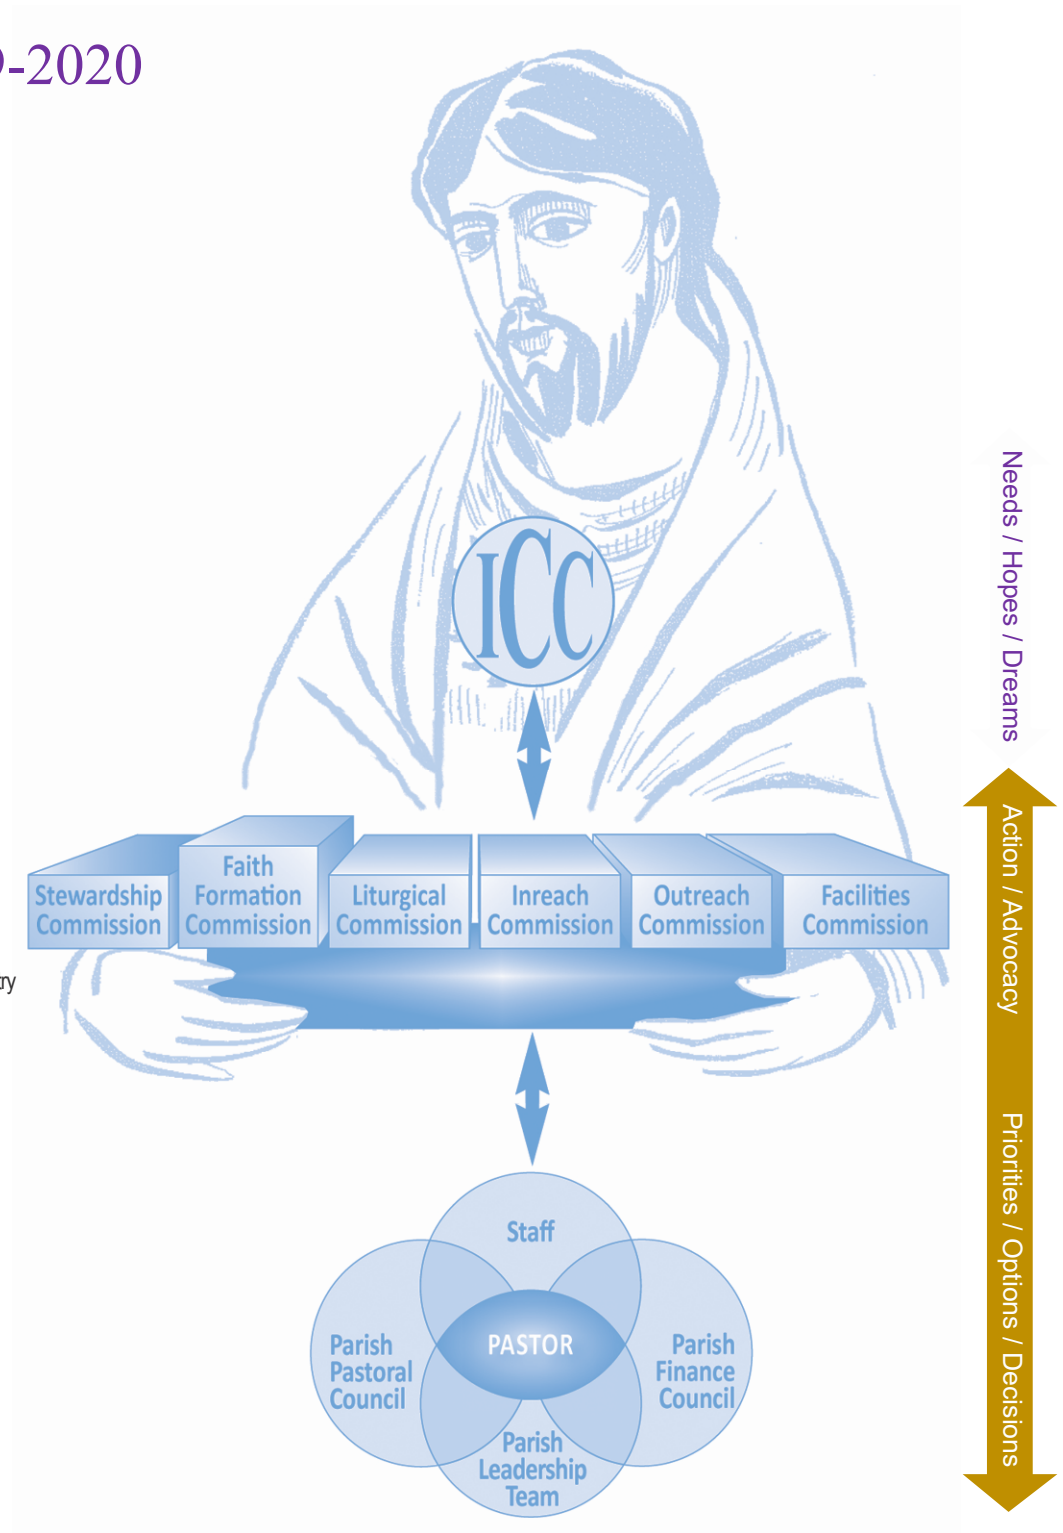 -2020
ICC
Needs / Hopes / Dreams
Stewardship
Commission
Faith
Formation
Commission
Liturgical
Commission
Inreach
Commission
Outreach
Commission
Facilities
Commission
Action / Advocacy
ry
Staff
PASTOR
Parish
Pastoral
Council
Parish
Finance
Council
Parish
Leadership
Team
Priorities / Options / Decisions